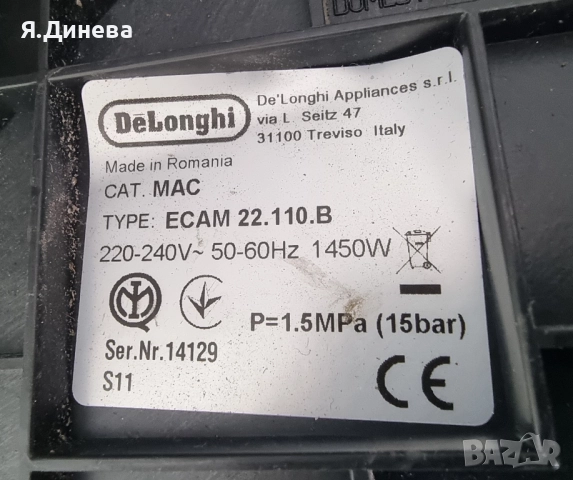 Я.Динева
De'Longhi Appliances s.r.l.
via L. Seitz 47
31100 Treviso Italy
DeLonghi
Made in Romania
CAT. MAC
TYPE: ECAM 22.110.B
220-240V~ 50-60Hz 1450W
P=1.5MPa (15bar)
Ser.Nr.14129
S11
CE
BAZAR